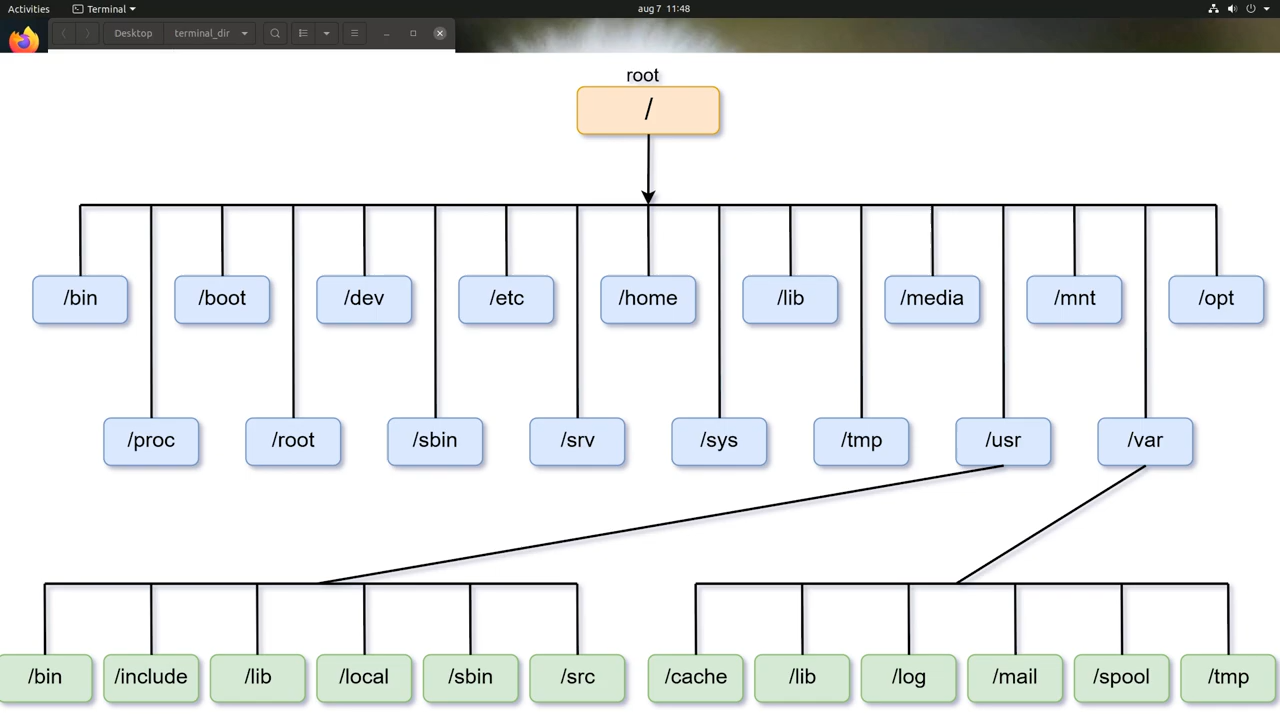 Activities Terminal aug 7 11:48
Desktop terminal_dir
root
/
/bin /boot /dev /etc /home /lib /media /mnt /opt
/proc /root /sbin /srv /sys /tmp /usr /var
/bin /include /lib /local /sbin /src /cache /lib /log /mail /spool /tmp